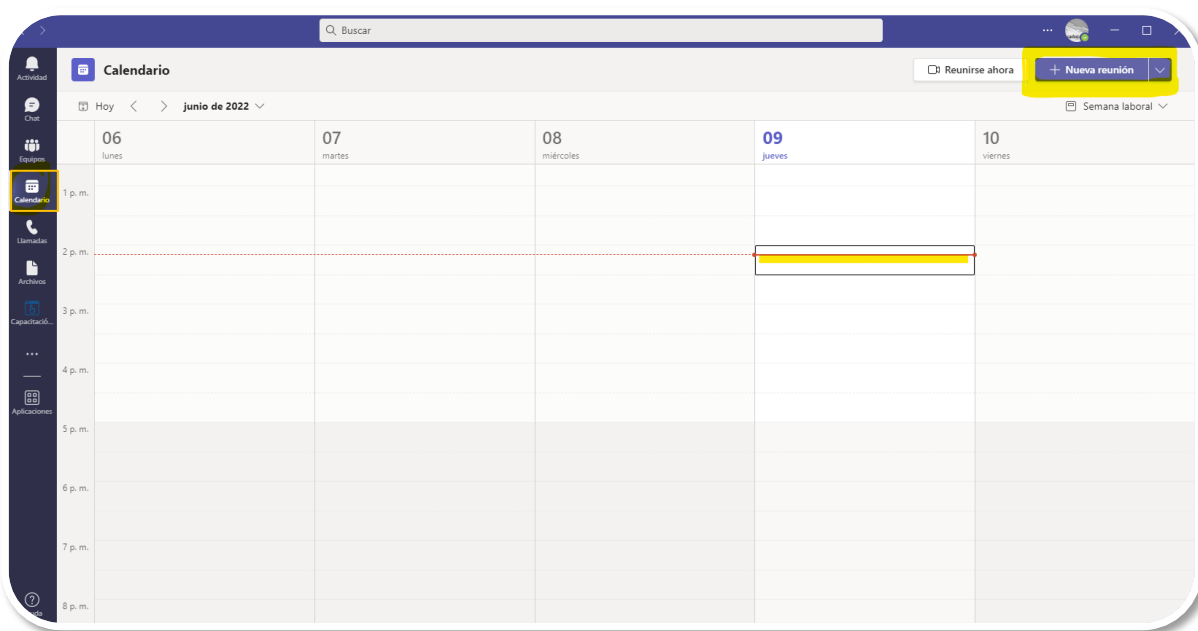 Buscar
Actividad
Chat
Equipos
Calendario
Llamadas
Archivos
Capacitació...
Aplicaciones
Calendario
Reunirse ahora
+ Nueva reunión
Hoy
junio de 2022
Semana laboral
06
lunes
07
martes
08
miércoles
09
jueves
10
viernes
1 p. m.
2 p. m.
3 p. m.
4 p. m.
5 p. m.
6 p. m.
7 p. m.
8 p. m.